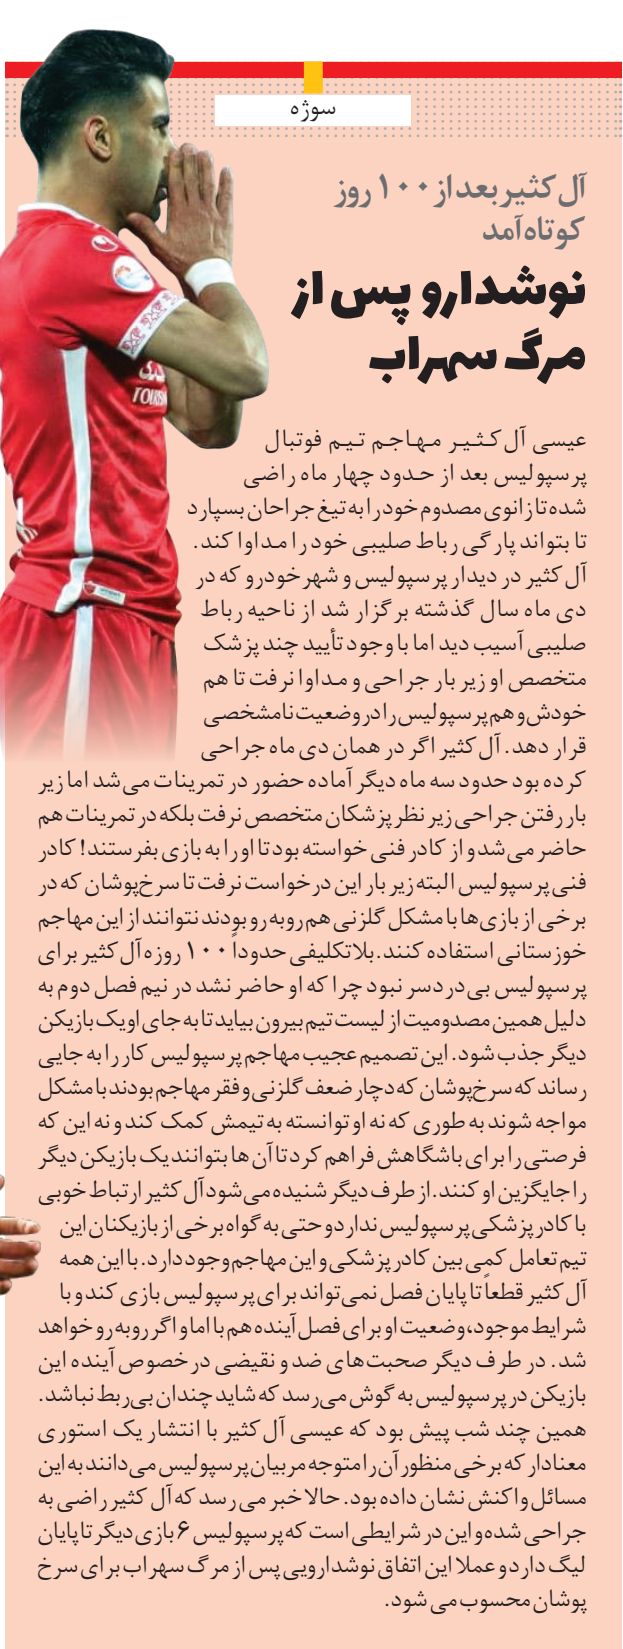 سوژه
آل کثیر بعد از ۱۰۰ روز
کوتاه آمد
نوشدارو پس از
مرگ سهراب
عیسی آل کـثـیـر مـهـاجم تـیـم فوتبال
پرسپولیس بعد از حـدود چهار ماه راضی
شده تا زانوی مصدوم خود را به تیغ جراحان بسپارد
تا بتواند پارگی رباط صلیبی خود را مـداوا کند.
آل کثیر در دیدار پرسپولیس و شهر خودرو که در
دی ماه سال گذشته برگزار شد از ناحیه رباط
صلیبی آسیب دید اما با وجود تأیید چند پزشک
متخصص او زیر بار جراحی و مـداوا نرفت تا هم
خودش و هم پرسپولیس را در وضعیت نامشخصی
قرار دهد. آل کثیر اگر در همان دی ماه جراحی
کرده بود حدود سه ماه دیگر آماده حضور در تمرینات می‌شد اما زیر
بار رفتن جراحی زیر نظر پزشکان متخصص نرفت بلکه در تمرینات هم
حاضر می‌شد و از کادر فنی خواسته بود تا او را به بازی بفرستند! کادر
فنی پرسپولیس البته زیر بار این درخواست نرفت تا سرخ‌پوشان که در
برخی از بازی‌ها با مشکل گلزنی هم روبه رو بودند نتوانند از این مهاجم
خوزستانی استفاده کنند. بلاتکلیفی حدوداً ۱۰۰ روزه آل کثیر برای
پرسپولیس بی‌دردسر نبود چرا که او حاضر نشد در نیم فصل دوم به
دلیل همین مصدومیت از لیست تیم بیرون بیاید تا به جای او یک بازیکن
دیگر جذب شود. این تصمیم عجیب مهاجم پرسپولیس کار را به جایی
رساند که سرخ‌پوشان که دچار ضعف گلزنی و فقر مهاجم بودند با مشکل
مواجه شوند به طوری که نه او توانسته به تیمش کمک کند و نه این که
فرصتی را برای باشگاهش فراهم کرد تا آن ها بتوانند یک بازیکن دیگر
را جایگزین او کنند. از طرف دیگر شنیده می‌شود آل کثیر ارتباط خوبی
با کادر پزشکی پرسپولیس ندارد و حتی به گواه برخی از بازیکنان این
تیم تعامل کمی بین کادر پزشکی و این مهاجم وجود دارد. با این همه
آل کثیر قطعاً تا پایان فصل نمی‌تواند برای پرسپولیس بازی کند و با
شرایط موجود، وضعیت او برای فصل آینده هم با اما و اگر روبه رو خواهد
شد. در طرف دیگر صحبت‌های ضد و نقیضی در خصوص آینده این
بازیکن در پرسپولیس به گوش می‌رسد که شاید چندان بی‌ربط نباشد.
همین چند شب پیش بود که عیسی آل کثیر با انتشار یک استوری
معنادار که برخی منظور آن را متوجه مربیان پرسپولیس می‌دانند به این
مسائل واکنش نشان داده بود. حالا خبر می رسد که آل کثیر راضی به
جراحی شده و این در شرایطی است که پرسپولیس ۶ بازی دیگر تا پایان
لیگ دارد و عملا این اتفاق نوشدارویی پس از مرگ سهراب برای سرخ
پوشان محسوب می شود.